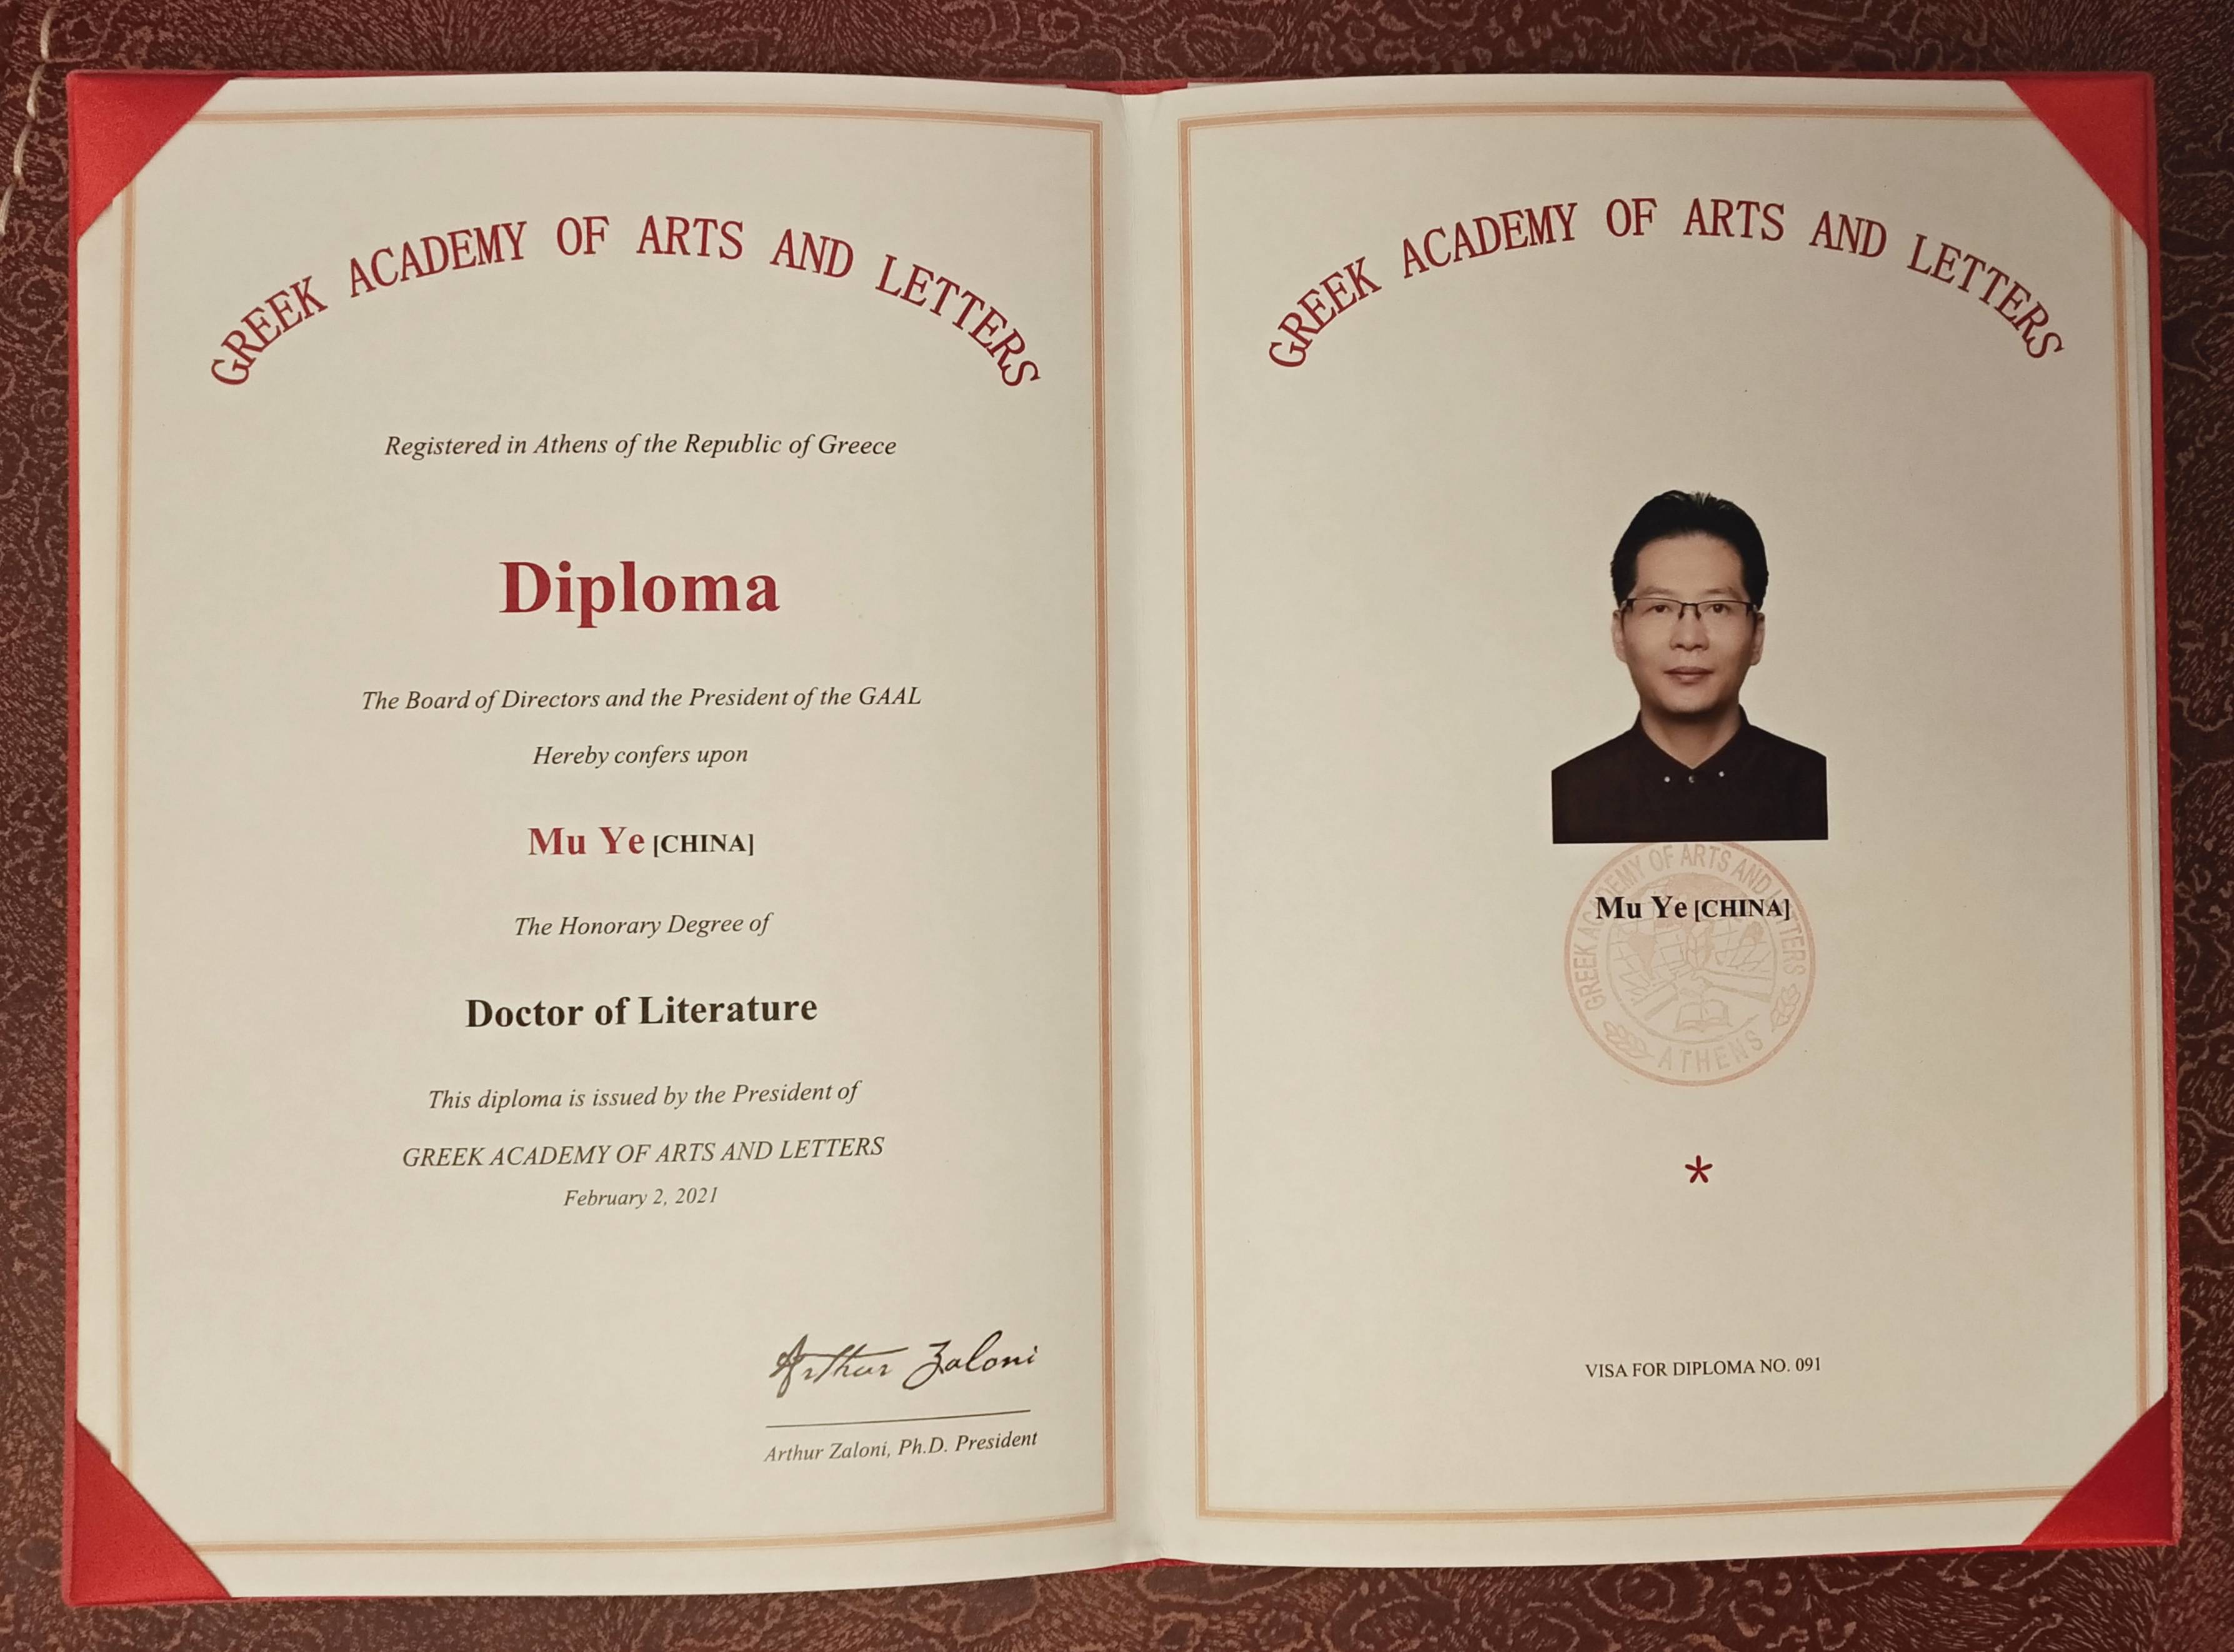 GREEK ACADEMY OF ARTS AND LETTERS
Registered in Athens of the Republic of Greece
Diploma
The Board of Directors and the President of the GAAL
Hereby confers upon
Mu Ye [CHINA]
The Honorary Degree of
Doctor of Literature
This diploma is issued by the President of
GREEK ACADEMY OF ARTS AND LETTERS
February 2, 2021
Arthur Zaloni
Arthur Zaloni, Ph.D. President
GREEK ACADEMY OF ARTS AND LETTERS
GREEK ACADEMY OF ARTS AND LETTERS
Mu Ye [CHINA]
ATHENS
*
VISA FOR DIPLOMA NO. 091